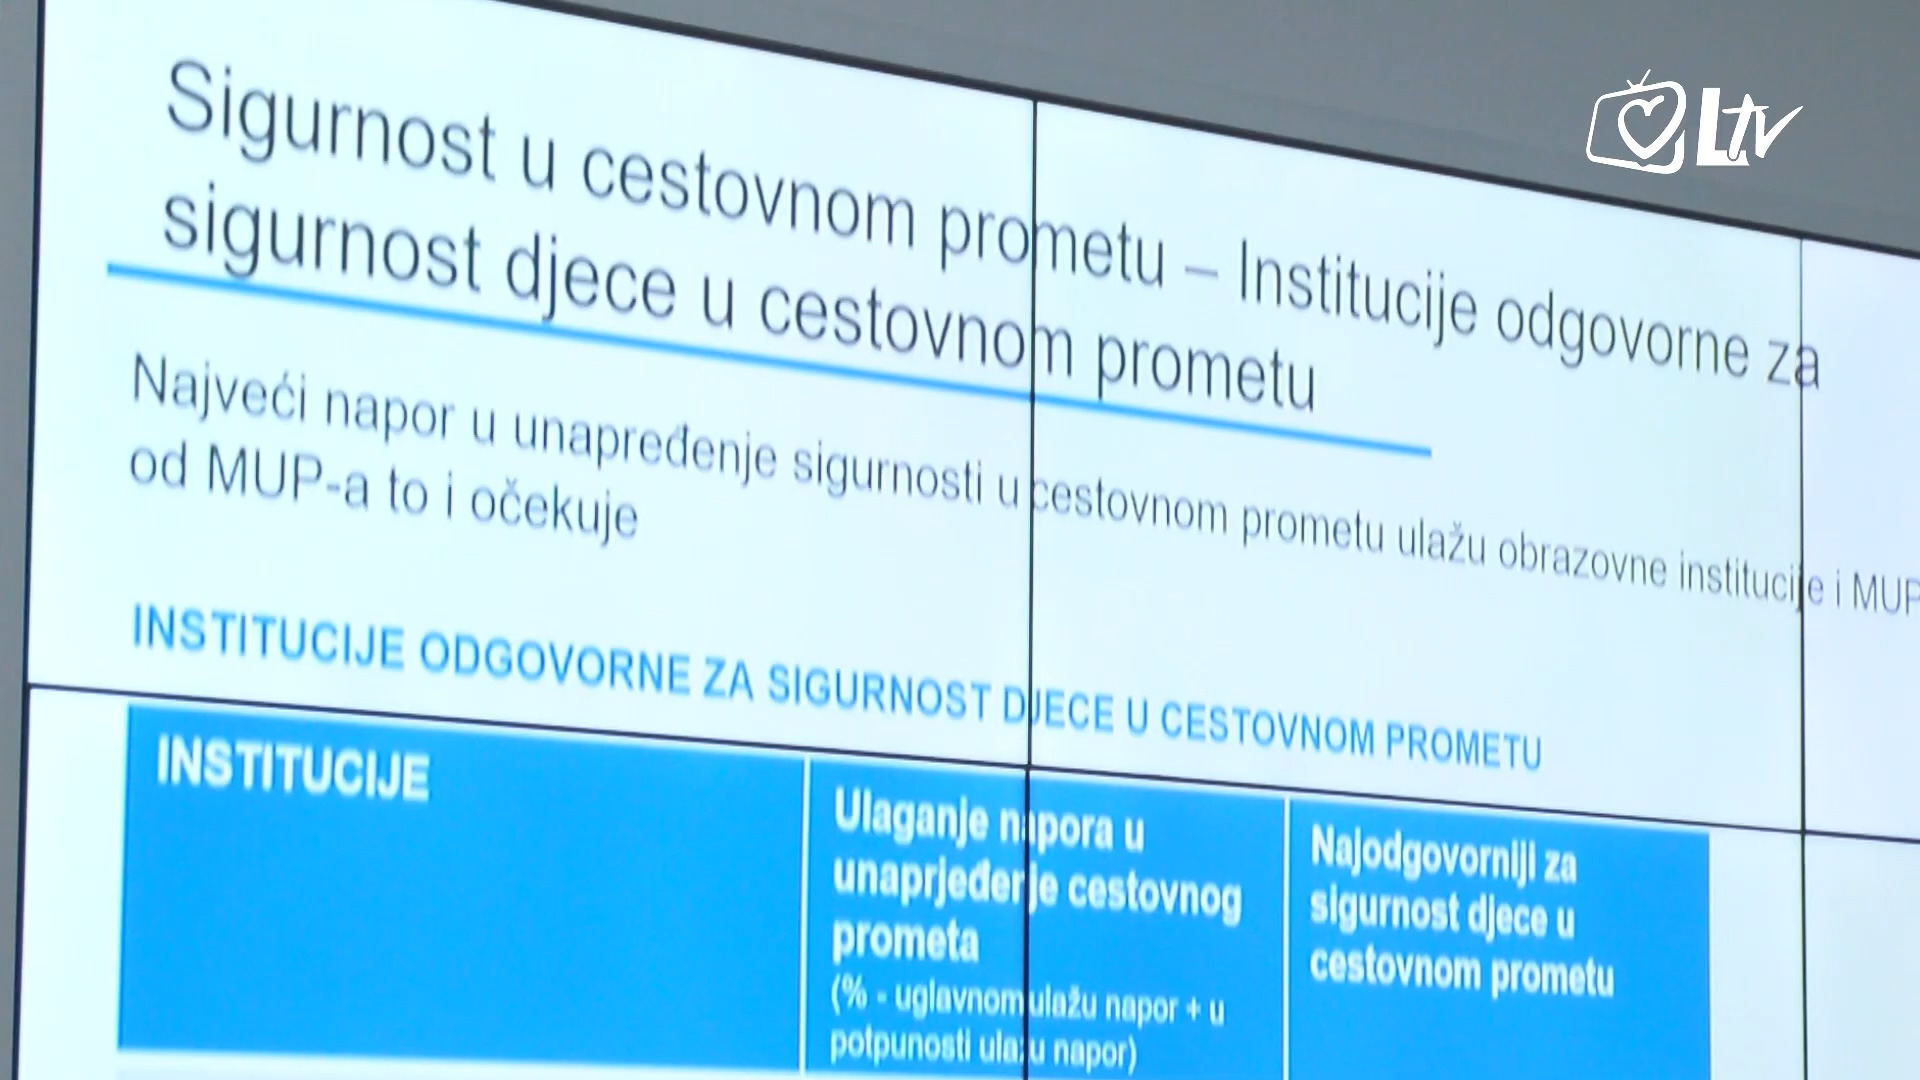 LTV
Sigurnost u cestovnom prometu – Institucije odgovorne za
sigurnost djece u cestovnom prometu
Najveći napor u unapređenje sigurnosti u cestovnom prometu ulažu obrazovne institucije i MUP
od MUP-a to i očekuje
INSTITUCIJE ODGOVORNE ZA SIGURNOST DJECE U CESTOVNOM PROMETU
INSTITUCIJE
Ulaganje napora u
unaprjeđenje cestovnog
prometa
(% - uglavnom ulažu napor + u
potpunosti ulažu napor)
Najodgovorniji za
sigurnost djece u
cestovnom prometu